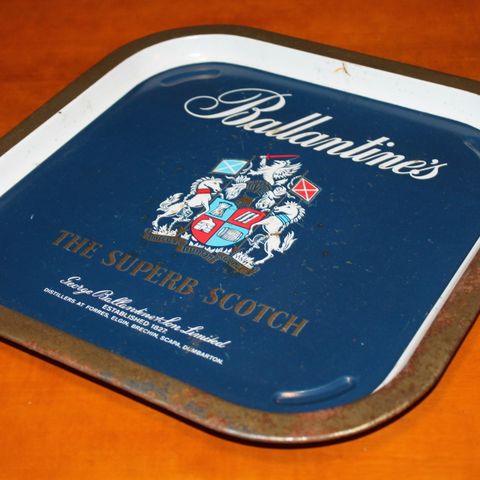 Ballantine's
THE SUPERB SCOTCH
George Ballantine & Son Limited
ESTABLISHED 1827.
DISTILLERS AT FORRES, ELGIN, BRECHIN, SCAPA, DUMBARTON.